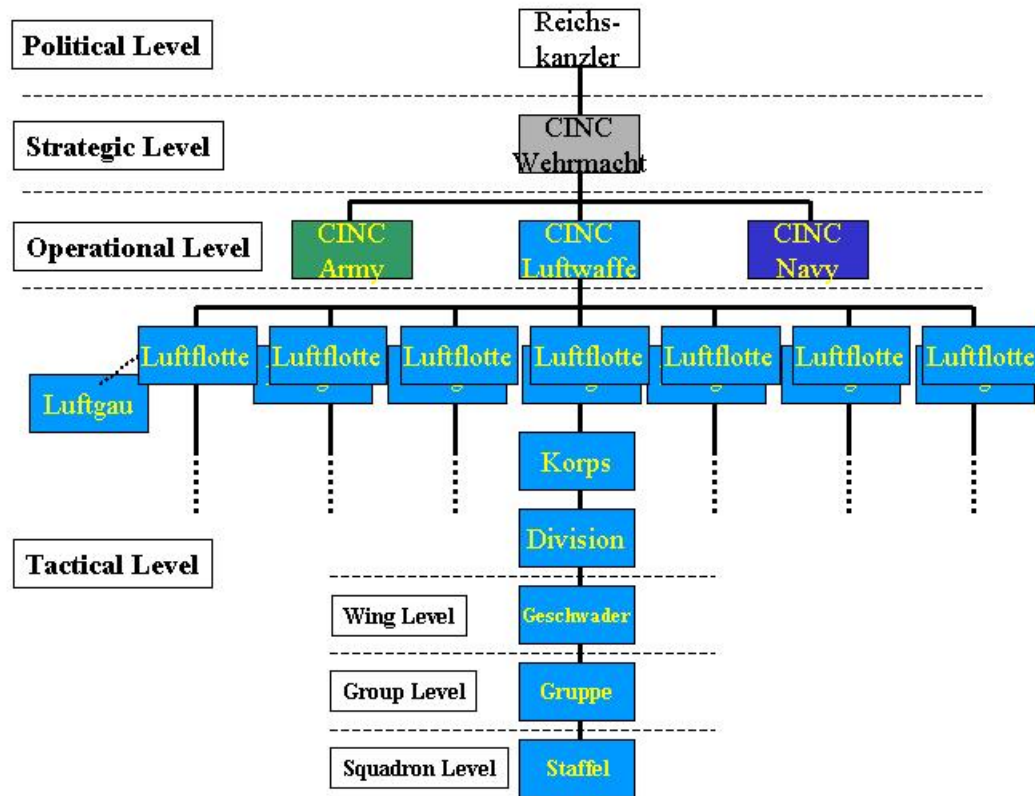 Political Level
Reichs-
kanzler
Strategic Level
CINC
Wehrmacht
Operational Level
CINC
Army
CINC
Luftwaffe
CINC
Navy
Luftflotte
Luftflotte
Luftflotte
Luftflotte
Luftflotte
Luftflotte
Luftflotte
Luftgau
Korps
Division
Tactical Level
Wing Level
Geschwader
Group Level
Gruppe
Squadron Level
Staffel